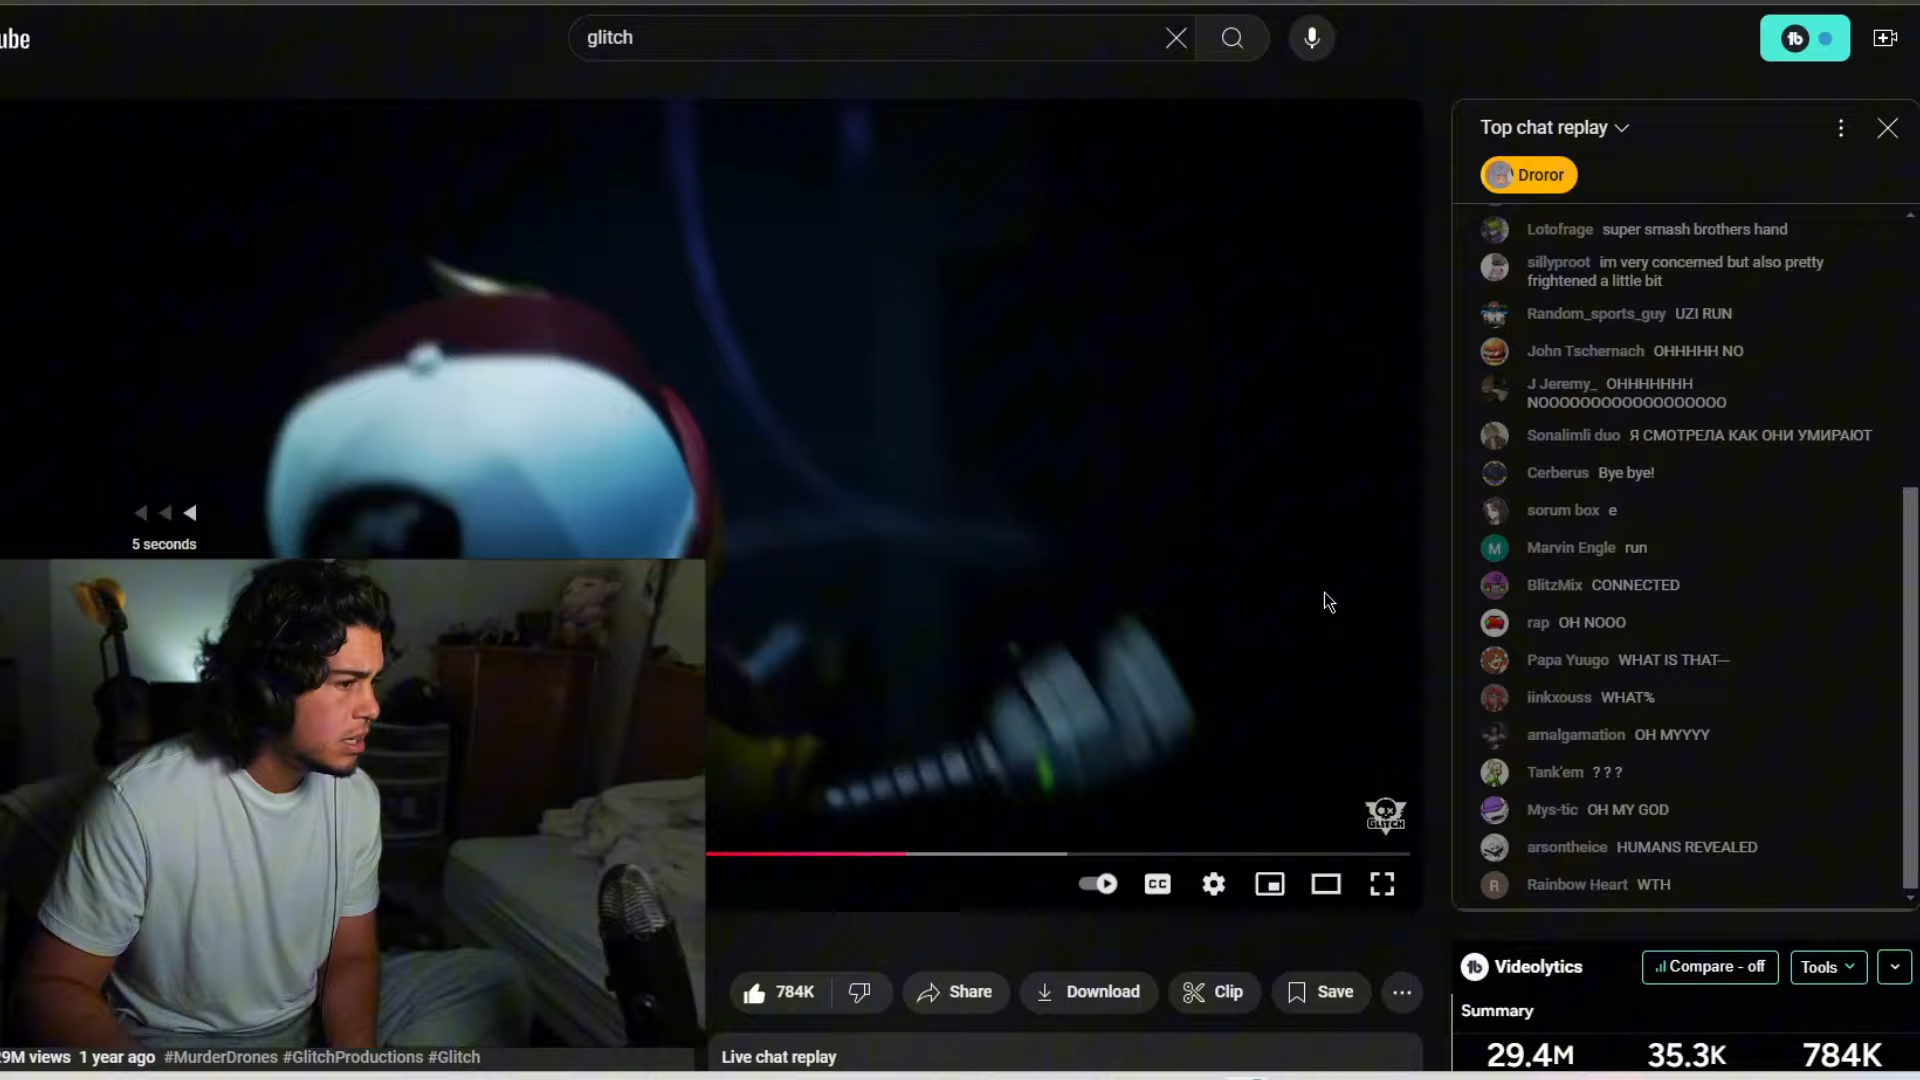 ube
glitch
Top chat replay
Droror
Lotofrage super smash brothers hand
sillyproot im very concerned but also pretty
frightened a little bit
Random_sports_guy UZI RUN
John Tschernach OHHHHH NO
J Jeremy_ OHHHHHHH
NOOOOOOOOOOOOOOOOOO
Sonalimli duo Я СМОТРЕЛА КАК ОНИ УМИРАЮТ
Cerberus Bye bye!
sorum box e
M Marvin Engle run
BlitzMix CONNECTED
rap OH NOOO
Papa Yuugo WHAT IS THAT—
iinkxouss WHAT%
amalgamation OH MYYYY
Tank'em ? ? ?
Mys-tic OH MY GOD
arsontheice HUMANS REVEALED
R Rainbow Heart WTH
5 seconds
GLITCH
CC
784K
Share
Download
Clip
Save
Videolytics
Compare - off
Tools
Summary
29.4M 35.3K 784K
29M views 1 year ago #MurderDrones #GlitchProductions #Glitch
Live chat replay